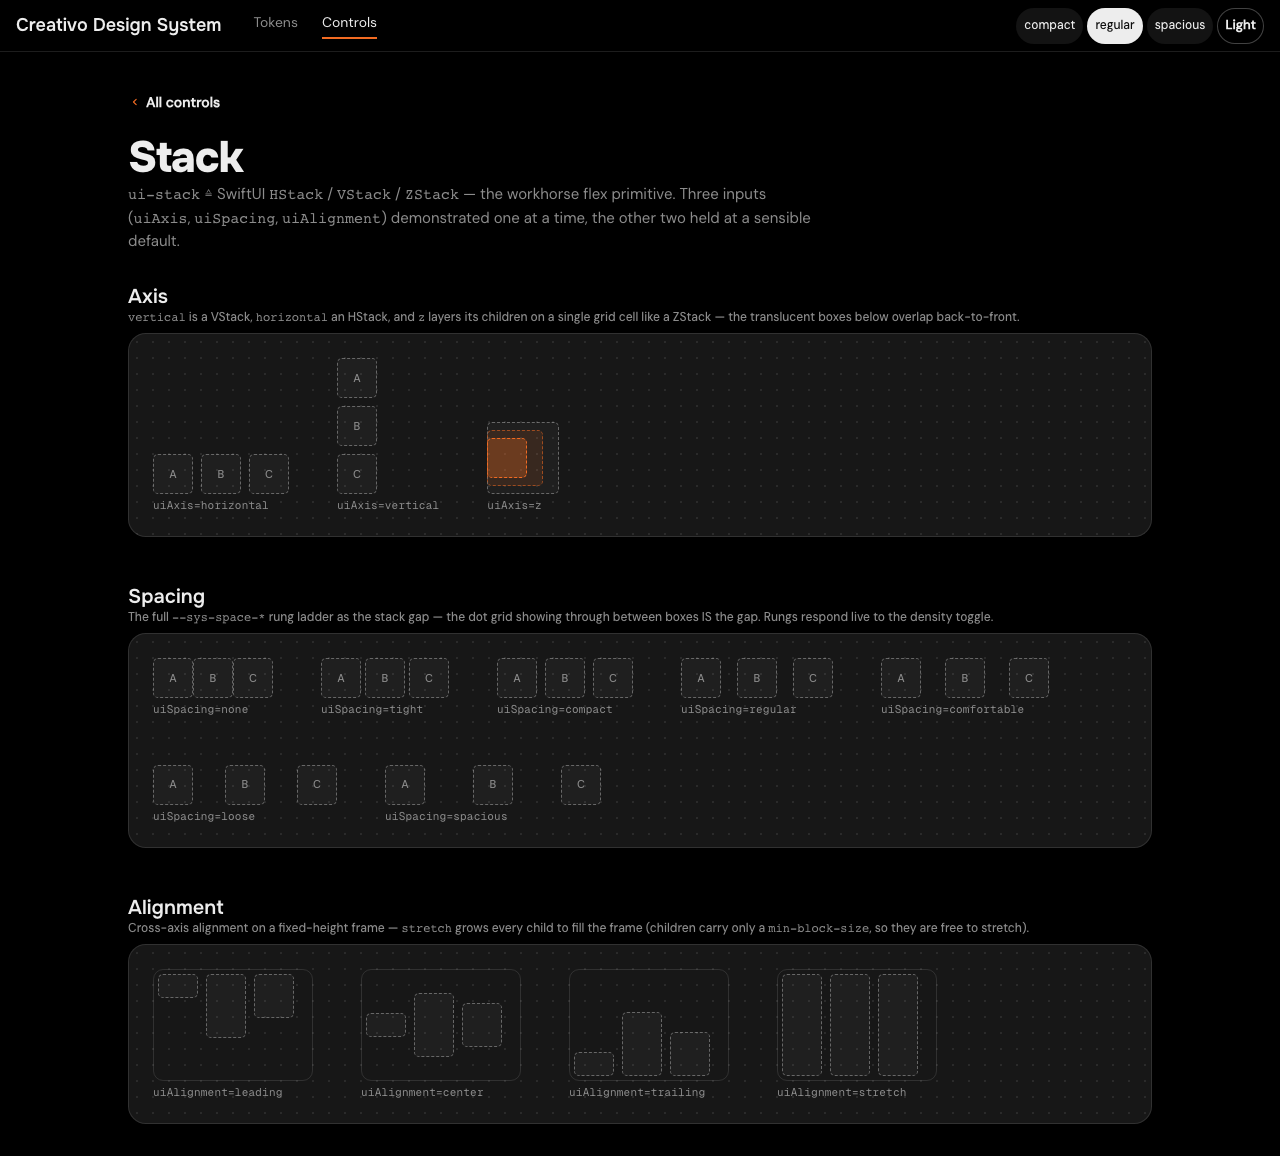 Creativo Design System Tokens Controls compact regular spacious Light
‹ All controls
Stack
ui-stack ≙ SwiftUI HStack / VStack / ZStack — the workhorse flex primitive. Three inputs
(uiAxis, uiSpacing, uiAlignment) demonstrated one at a time, the other two held at a sensible
default.
Axis
vertical is a VStack, horizontal an HStack, and z layers its children on a single grid cell like a ZStack — the translucent boxes below overlap back-to-front.
A
B
A B C C
uiAxis=horizontal uiAxis=vertical uiAxis=z
Spacing
The full --sys-space-* rung ladder as the stack gap — the dot grid showing through between boxes IS the gap. Rungs respond live to the density toggle.
A B C A B C A B C A B C A B C
uiSpacing=none uiSpacing=tight uiSpacing=compact uiSpacing=regular uiSpacing=comfortable
A B C A B C
uiSpacing=loose uiSpacing=spacious
Alignment
Cross-axis alignment on a fixed-height frame — stretch grows every child to fill the frame (children carry only a min-block-size, so they are free to stretch).
uiAlignment=leading uiAlignment=center uiAlignment=trailing uiAlignment=stretch